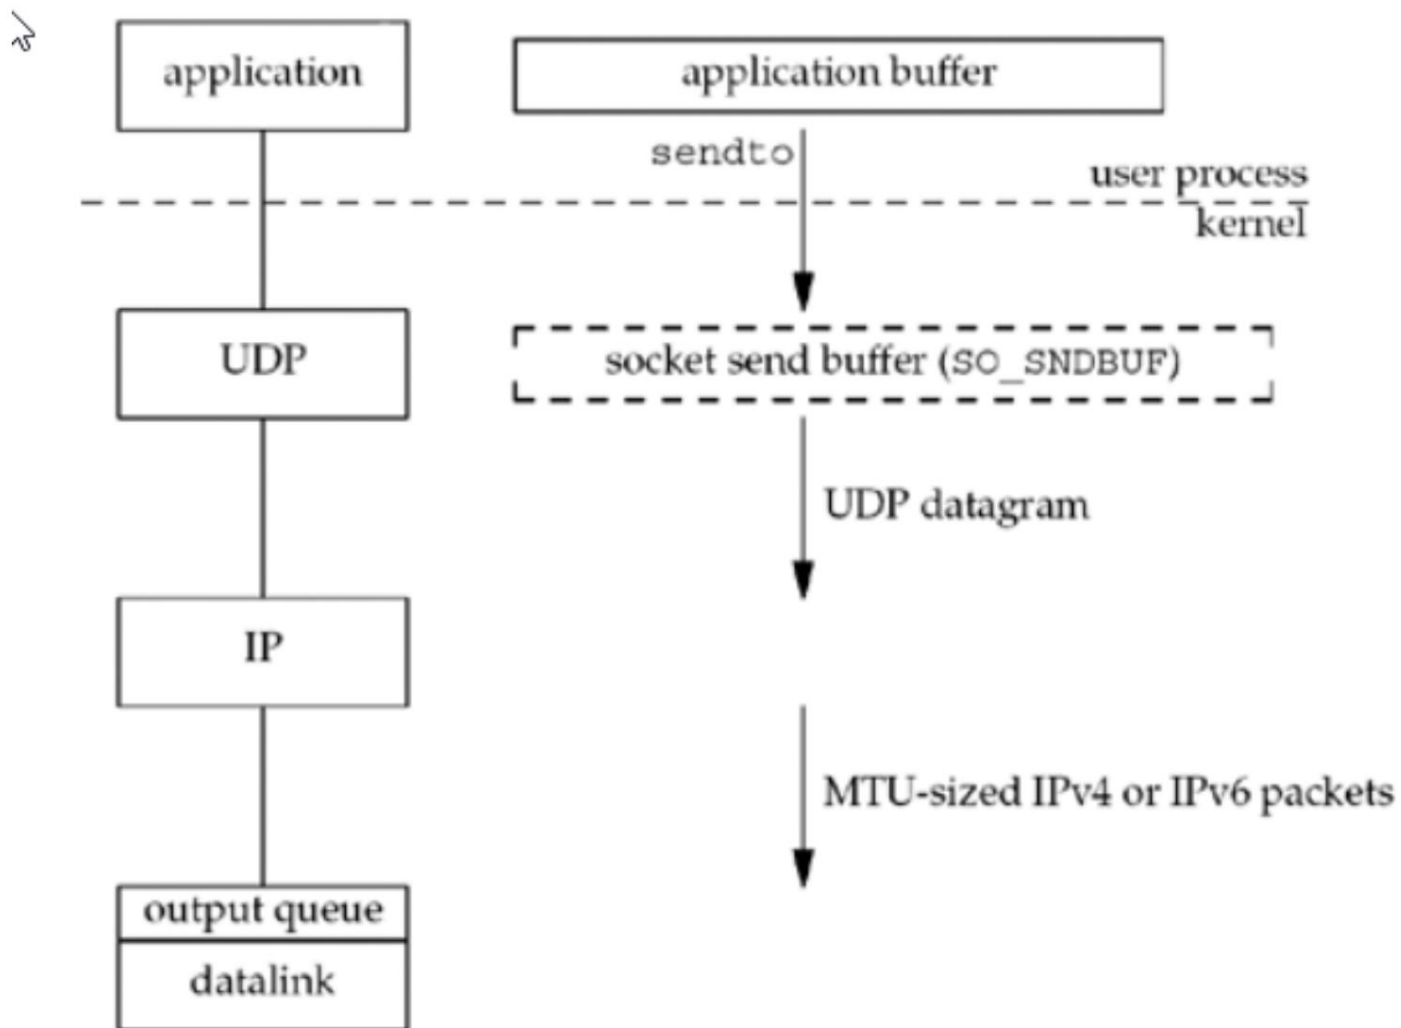 application
application buffer
sendto
user process
kernel
UDP
socket send buffer (SO_SNDBUF)
UDP datagram
IP
MTU-sized IPv4 or IPv6 packets
output queue
datalink